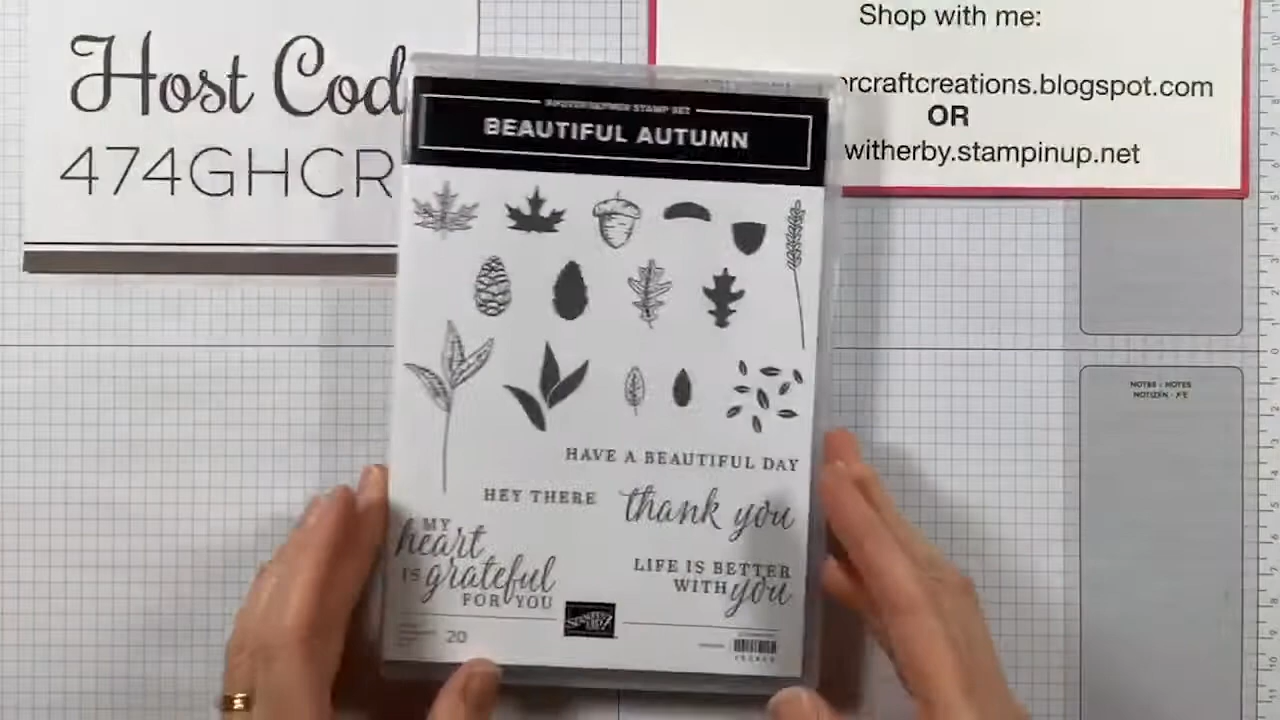 Host Cod
474GHCR
Shop with me:
rcraftcreations.blogspot.com
OR
witherby.stampinup.net
STAMP SET
BEAUTIFUL AUTUMN
NOTES • NOTES
NOTIZEN •
HAVE A BEAUTIFUL DAY
HEY THERE
thank you
MY
heart
IS grateful
FOR YOU
LIFE IS BETTER
WITH you
STAMPIN' UP!
20